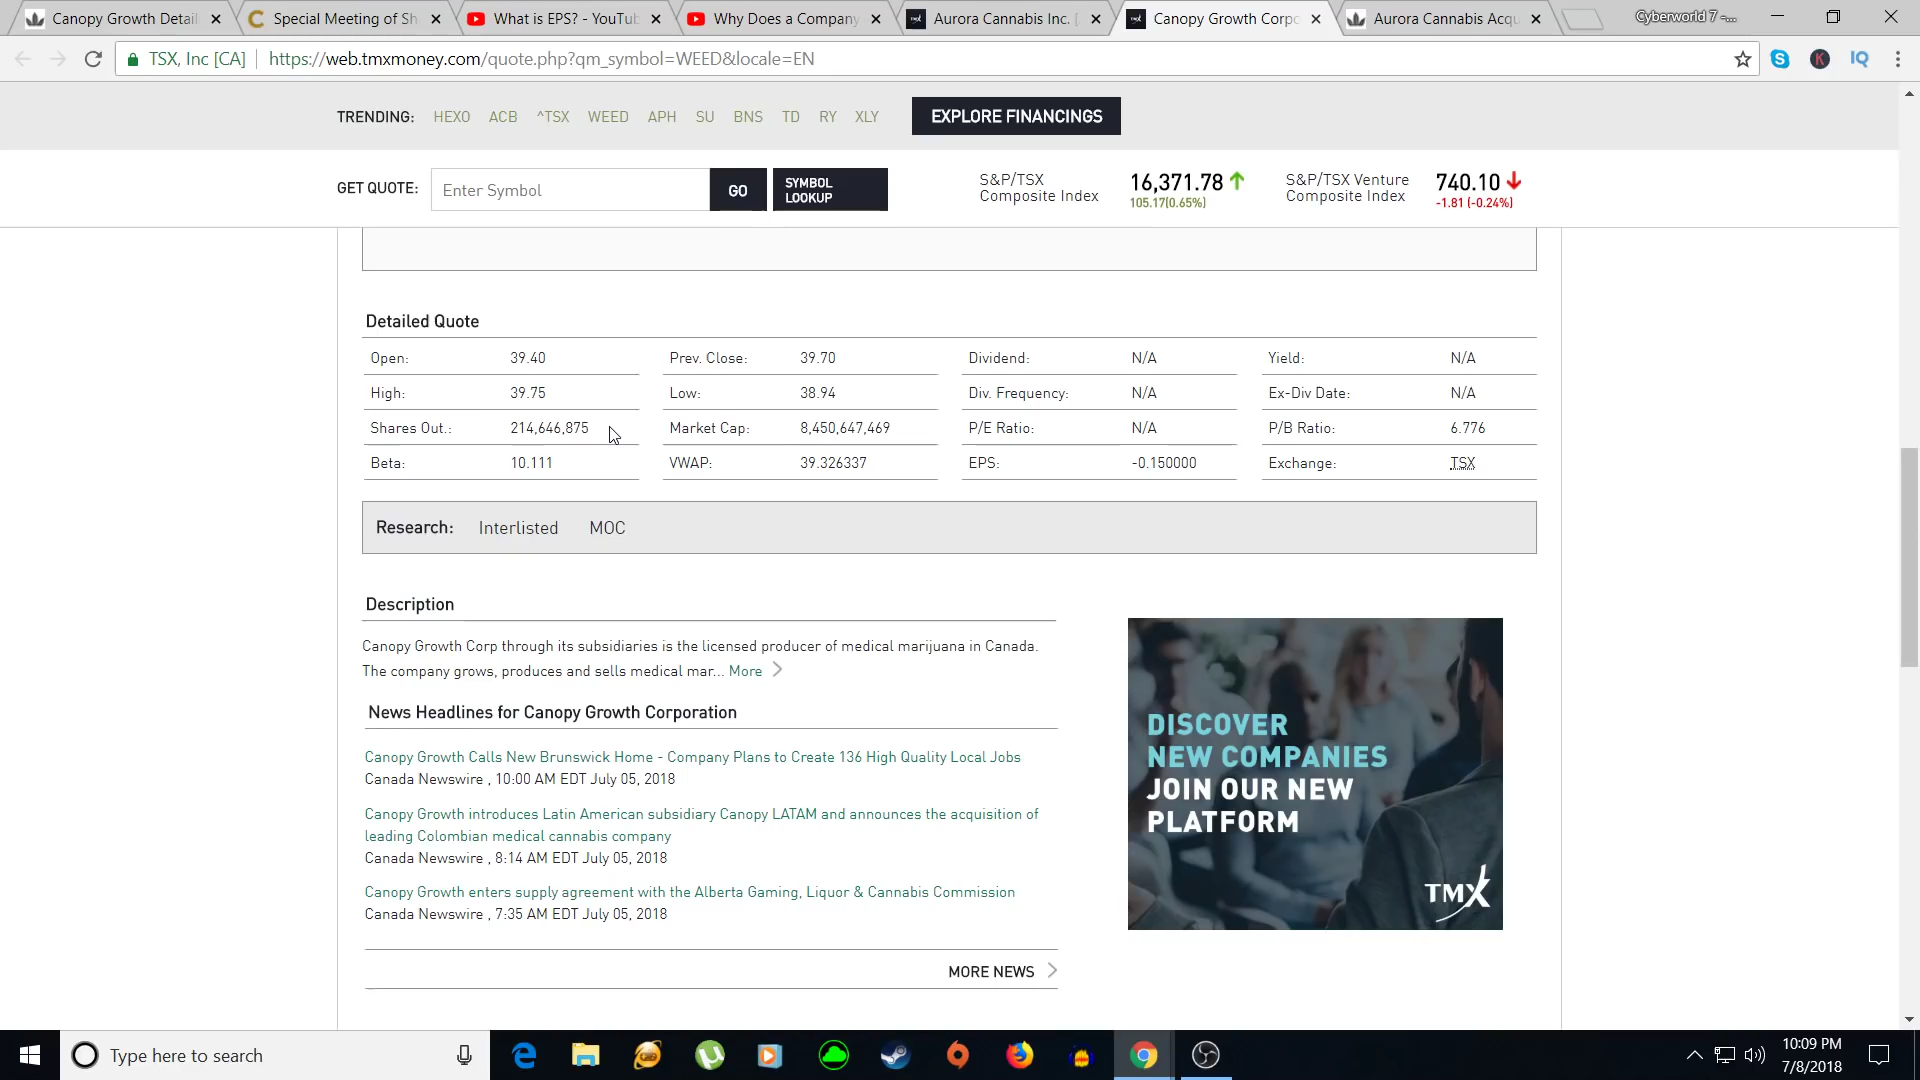 Canopy Growth Detail
Special Meeting of Sh
What is EPS? - YouTub
Why Does a Company
Aurora Cannabis Inc. [
Canopy Growth Corpo
Aurora Cannabis Acqu
Cyberworld 7 -...
TSX, Inc [CA]
https://web.tmxmoney.com/quote.php?qm_symbol=WEED&locale=EN
TRENDING: HEXO ACB ^TSX WEED APH SU BNS TD RY XLY
EXPLORE FINANCINGS
GET QUOTE: Enter Symbol GO
SYMBOL
LOOKUP
S&P/TSX
Composite Index
16,371.78
105.17(0.65%)
S&P/TSX Venture
Composite Index
740.10
-1.81 (-0.24%)
Detailed Quote
Open: 39.40 Prev. Close: 39.70 Dividend: N/A Yield: N/A
High: 39.75 Low: 38.94 Div. Frequency: N/A Ex-Div Date: N/A
Shares Out.: 214,646,875 Market Cap: 8,450,647,469 P/E Ratio: N/A P/B Ratio: 6.776
Beta: 10.111 VWAP: 39.326337 EPS: -0.150000 Exchange: TSX
Research: Interlisted MOC
Description
Canopy Growth Corp through its subsidiaries is the licensed producer of medical marijuana in Canada.
The company grows, produces and sells medical mar... More
News Headlines for Canopy Growth Corporation
Canopy Growth Calls New Brunswick Home - Company Plans to Create 136 High Quality Local Jobs
Canada Newswire , 10:00 AM EDT July 05, 2018
Canopy Growth introduces Latin American subsidiary Canopy LATAM and announces the acquisition of
leading Colombian medical cannabis company
Canada Newswire , 8:14 AM EDT July 05, 2018
Canopy Growth enters supply agreement with the Alberta Gaming, Liquor & Cannabis Commission
Canada Newswire , 7:35 AM EDT July 05, 2018
MORE NEWS
DISCOVER
NEW COMPANIES
JOIN OUR NEW
PLATFORM
TMX
Type here to search
10:09 PM
7/8/2018